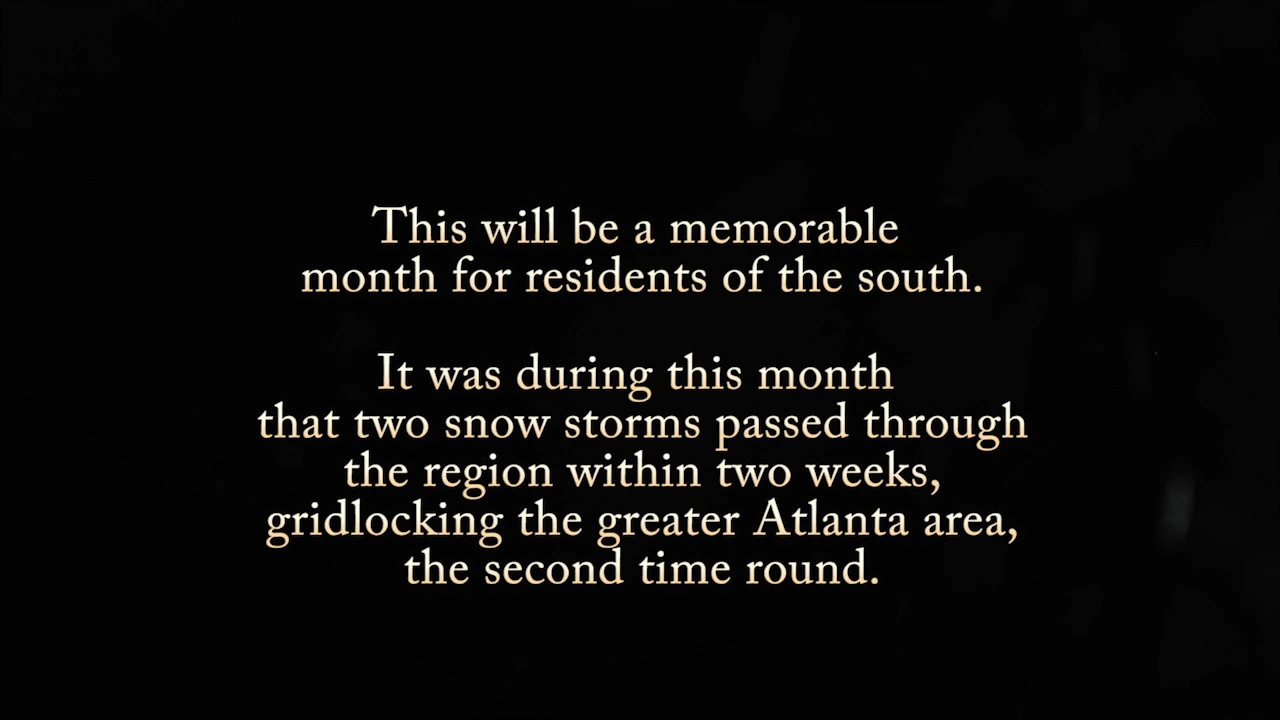 This will be a memorable
month for residents of the south.
It was during this month
that two snow storms passed through
the region within two weeks,
gridlocking the greater Atlanta area,
the second time round.